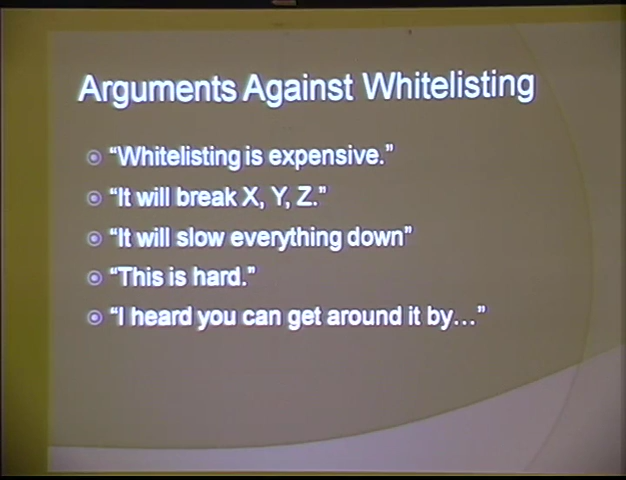 Arguments Against Whitelisting
“Whitelisting is expensive.”
“It will break X, Y, Z.”
“It will slow everything down”
“This is hard.”
“I heard you can get around it by…”